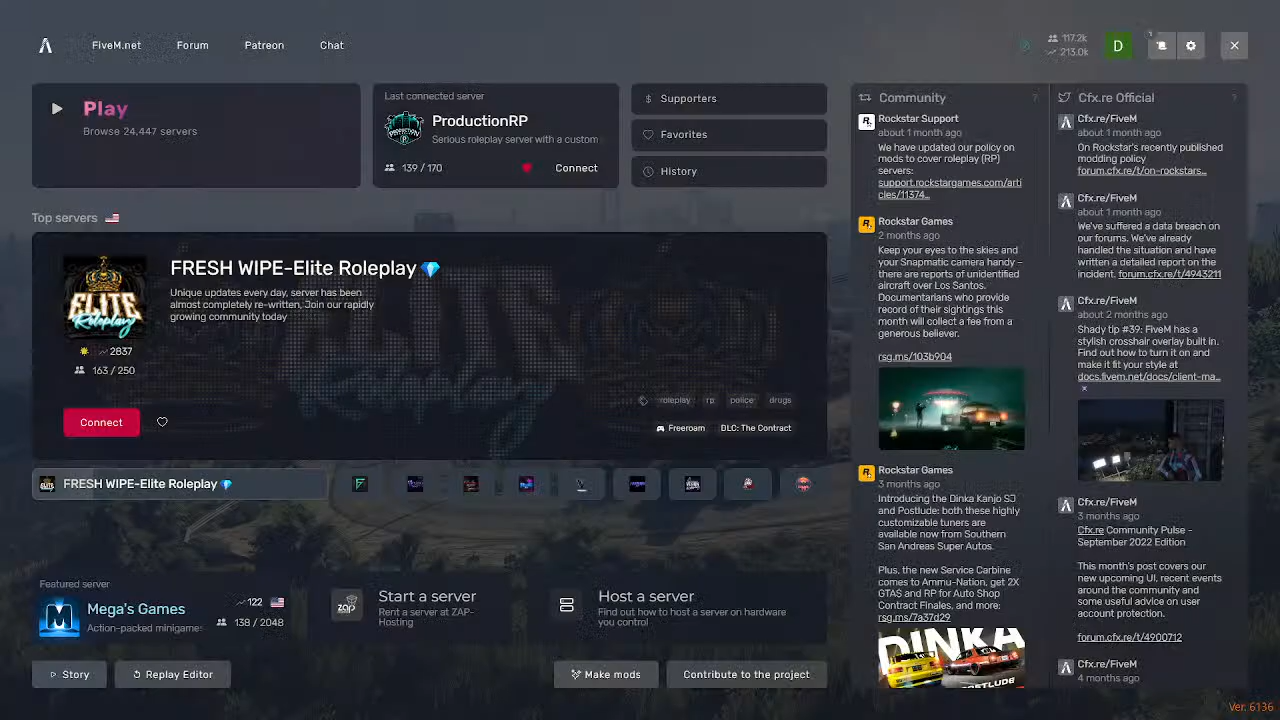 FiveM.net
Forum
Patreon
Chat
117.2k
213.0k
D
1
Play
Browse 24,447 servers
Last connected server
ProductionRP
Serious roleplay server with a custom
139 / 170
Connect
$ Supporters
Favorites
History
Top servers
FRESH WIPE-Elite Roleplay
Unique updates every day, server has been
almost completely re-written, Join our rapidly
growing community today
ELITE
Roleplay
2837
163 / 250
roleplay
rp
police
drugs
Connect
Freeroam
DLC: The Contract
FRESH WIPE-Elite Roleplay
Featured server
Mega's Games
Action-packed minigame
122
138 / 2048
ZAP
Start a server
Rent a server at ZAP-
Hosting
Host a server
Find out how to host a server on hardware
you control
Story
Replay Editor
Make mods
Contribute to the project
Community
?
Rockstar Support
about 1 month ago
We have updated our policy on
mods to cover roleplay (RP)
servers:
support.rockstargames.com/arti
cles/11374…
Rockstar Games
2 months ago
Keep your eyes to the skies and
your Snapmatic camera handy –
there are reports of unidentified
aircraft over Los Santos.
Documentarians who provide
record of their sightings this
month will collect a fee from a
generous believer.
rsg.ms/103b904
Rockstar Games
3 months ago
Introducing the Dinka Kanjo SJ
and Postlude: both these highly
customizable tuners are
available now from Southern
San Andreas Super Autos.
Plus, the new Service Carbine
comes to Ammu-Nation, get 2X
GTA$ and RP for Auto Shop
Contract Finales, and more:
rsg.ms/7a37d29
DINKA
POSTLUDE
Cfx.re Official
?
Cfx.re/FiveM
about 1 month ago
On Rockstar's recently published
modding policy
forum.cfx.re/t/on-rockstars…
Cfx.re/FiveM
about 1 month ago
We've suffered a data breach on
our forums. We've already
handled the situation and have
written a detailed report on the
incident. forum.cfx.re/t/4943211
Cfx.re/FiveM
about 2 months ago
Shady tip #39: FiveM has a
stylish crosshair overlay built in.
Find out how to turn it on and
make it fit your style at
docs.fivem.net/docs/client-ma…
Cfx.re/FiveM
3 months ago
Cfx.re Community Pulse -
September 2022 Edition
This month's post covers our
new upcoming UI, recent events
around the community and
some useful advice on user
account protection.
forum.cfx.re/t/4900712
Cfx.re/FiveM
4 months ago
Ver. 6136